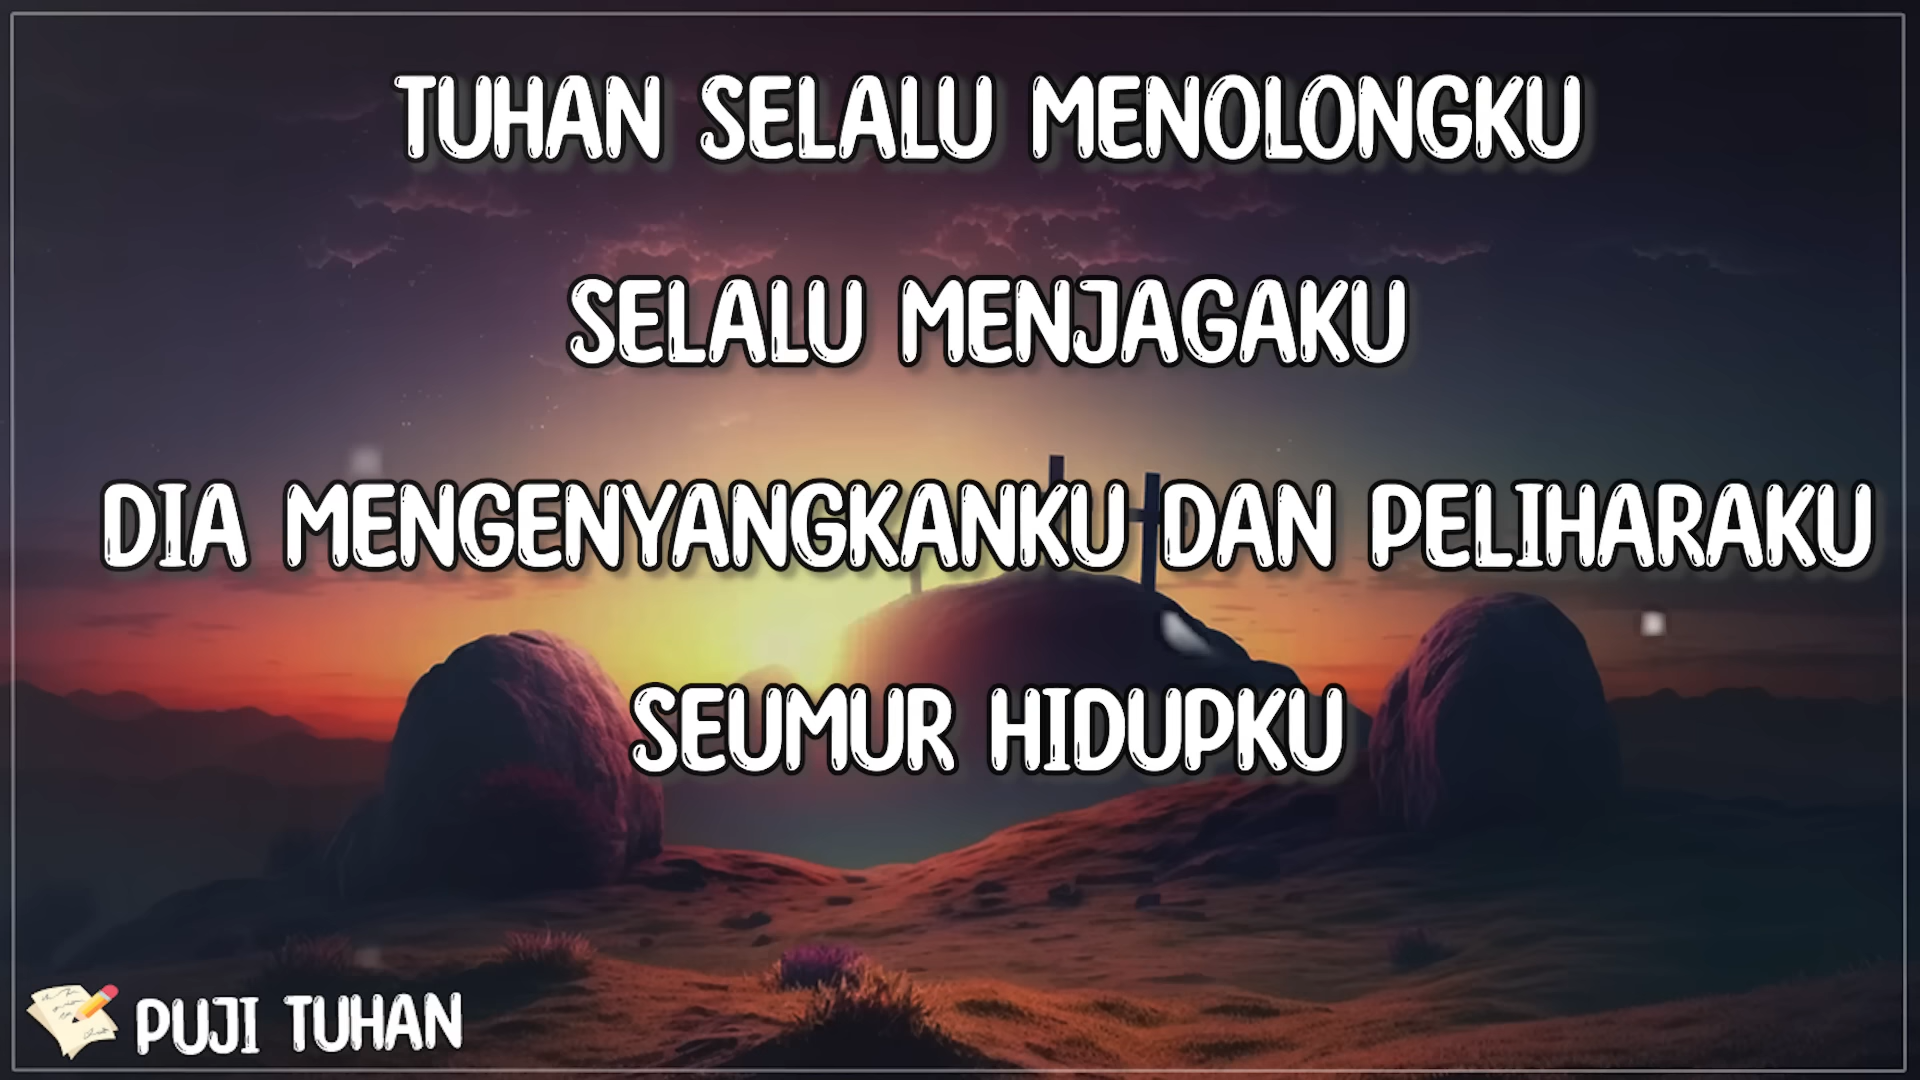 TUHAN SELALU MENOLONGKU
SELALU MENJAGAKU
DIA MENGENYANGKANKU DAN PELIHARAKU
SEUMUR HIDUPKU
PUJI TUHAN